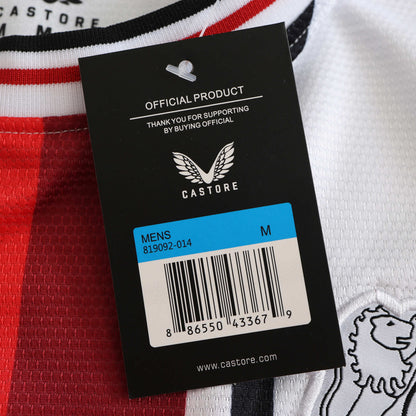 CASTORE
M
OFFICIAL PRODUCT
THANK YOU FOR SUPPORTING
BY BUYING OFFICIAL
CASTORE
MENS M
819092-014
8 86550 43367 9
www.castore.com